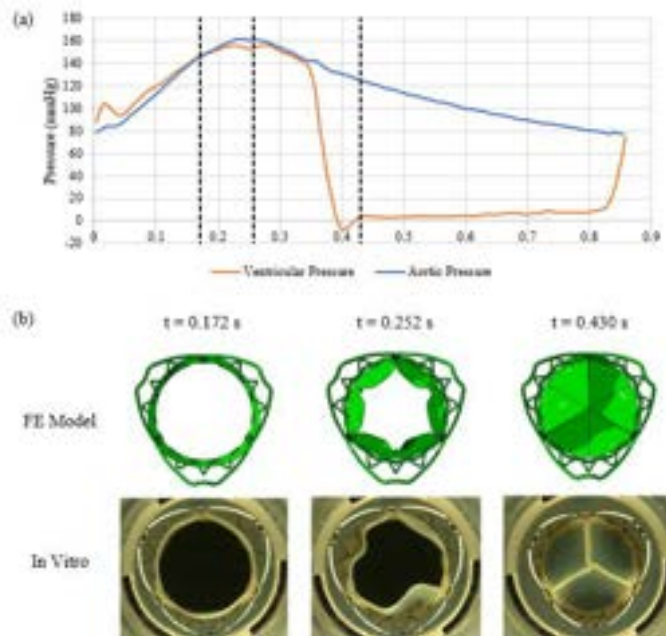 (a)
180
160
140
120
100
80
60
40
20
0
-20
Pressure (mmHg)
0 0.1 0.2 0.3 0.4 0.5 0.6 0.7 0.8 0.9
Ventricular Pressure Aortic Pressure
(b)
t = 0.172 s t = 0.252 s t = 0.430 s
FE Model
In Vitro